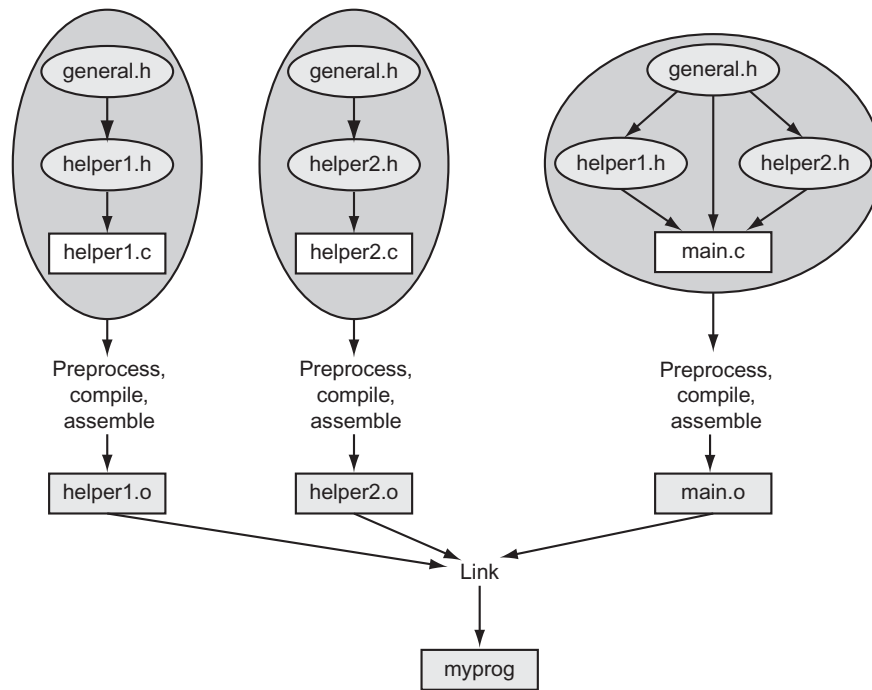 general.h
general.h
general.h
helper1.h
helper2.h
helper1.h
helper2.h
helper1.c
helper2.c
main.c
Preprocess,
compile,
assemble
Preprocess,
compile,
assemble
Preprocess,
compile,
assemble
helper1.o
helper2.o
main.o
Link
myprog